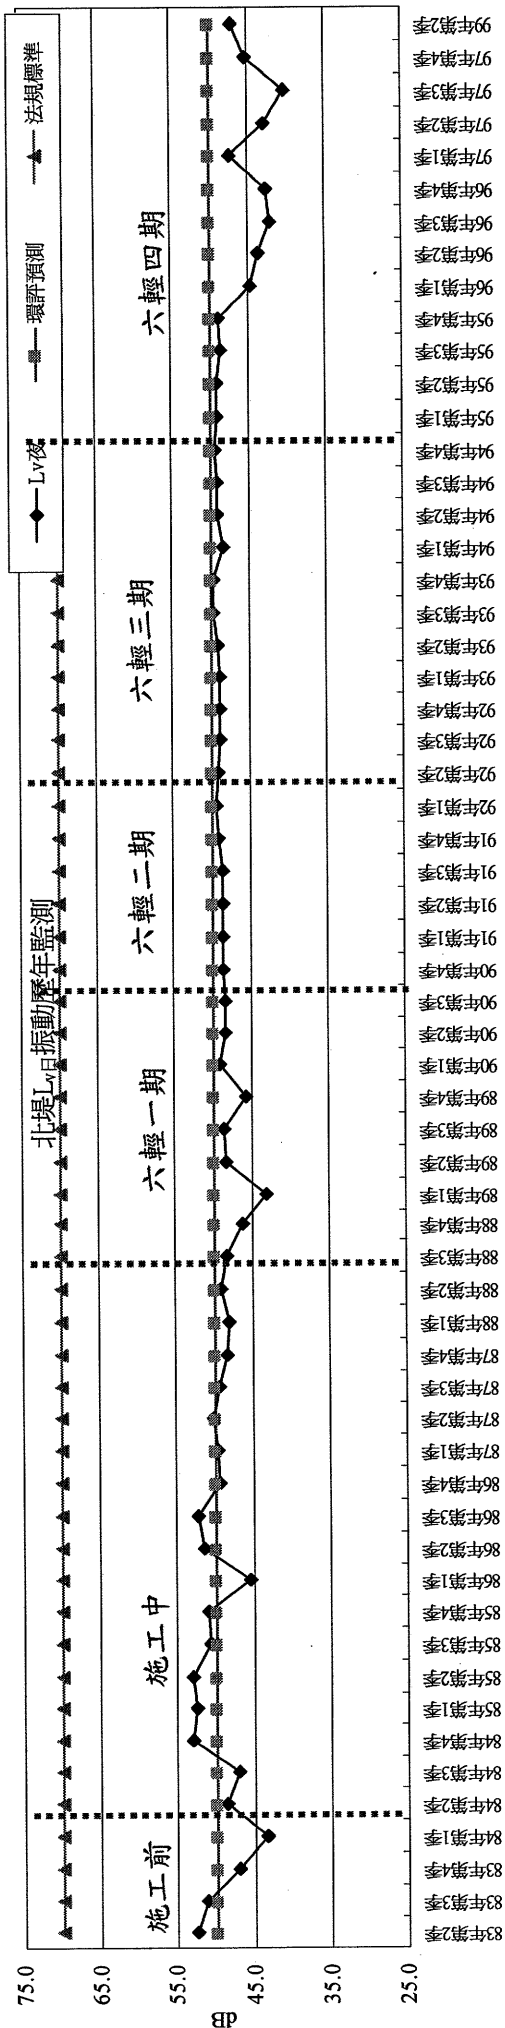 北堤Lv日振動歷年監測
Lv夜
環評預測
法規標準
75.0
65.0
55.0
45.0
35.0
25.0
dB
施工前
施工中
六輕一期
六輕二期
六輕三期
六輕四期
83年第2季
83年第3季
83年第4季
84年第1季
84年第2季
84年第3季
84年第4季
85年第1季
85年第2季
85年第3季
85年第4季
86年第1季
86年第2季
86年第3季
86年第4季
87年第1季
87年第2季
87年第3季
87年第4季
88年第1季
88年第2季
88年第3季
88年第4季
89年第1季
89年第2季
89年第3季
89年第4季
90年第1季
90年第2季
90年第3季
90年第4季
91年第1季
91年第2季
91年第3季
91年第4季
92年第1季
92年第2季
92年第3季
92年第4季
93年第1季
93年第2季
93年第3季
93年第4季
94年第1季
94年第2季
94年第3季
94年第4季
95年第1季
95年第2季
95年第3季
95年第4季
96年第1季
96年第2季
96年第3季
96年第4季
97年第1季
97年第2季
97年第3季
97年第4季
99年第2季